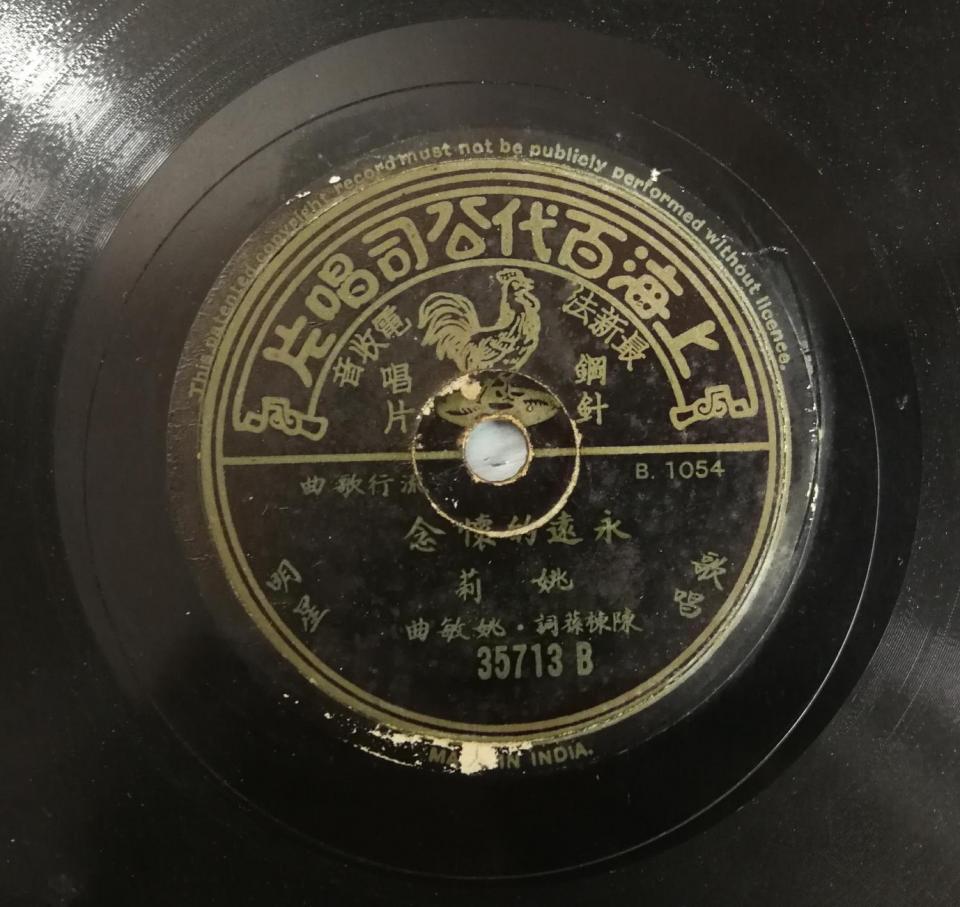 This patented copyright record must not be publicly performed without licence.
上海百代公司唱片
最新法
鋼針
電收音
唱片
B. 1054
流行歌曲
永遠的懷念
姚莉
歌唱
明星
陳棟蓀詞・姚敏曲
35713 B
MADE IN INDIA.